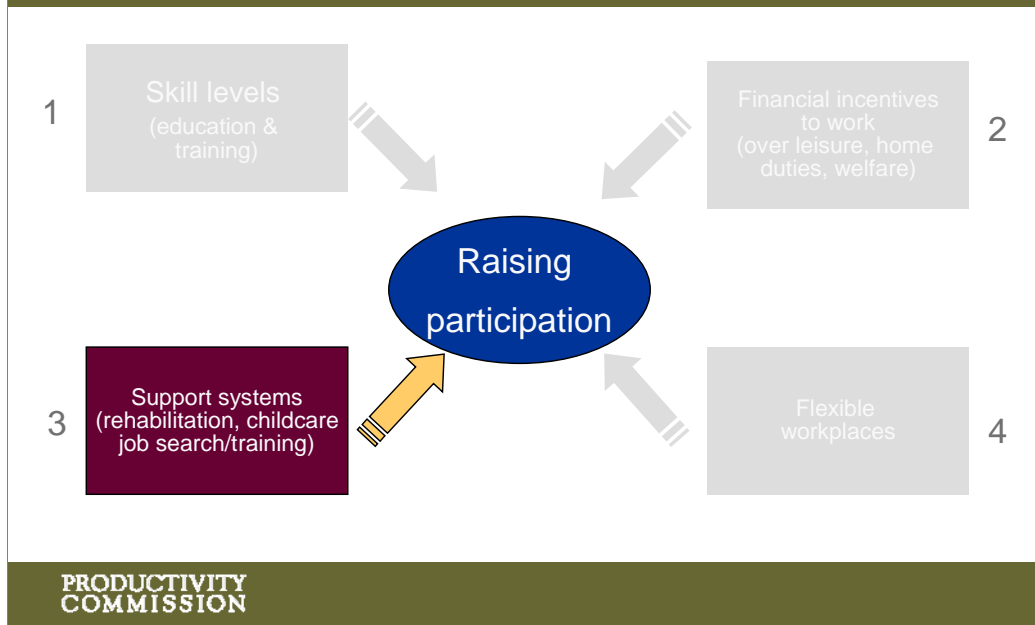 1
Skill levels
(education &
training)
Financial incentives
to work
(over leisure, home
duties, welfare)
2
Raising
participation
3
Support systems
(rehabilitation, childcare
job search/training)
Flexible
workplaces
4
PRODUCTIVITY
COMMISSION